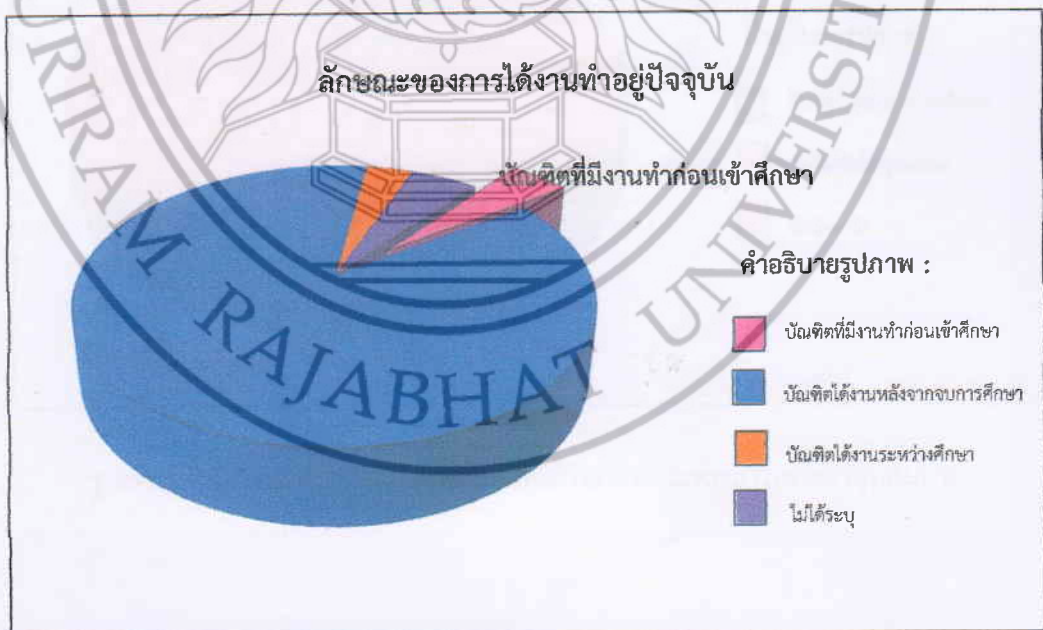 ลักษณะของการได้งานทำอยู่ปัจจุบัน
บัณฑิตที่มีงานทำก่อนเข้าศึกษา
คำอธิบายรูปภาพ :
บัณฑิตที่มีงานทำก่อนเข้าศึกษา
บัณฑิตได้งานหลังจากจบการศึกษา
บัณฑิตได้งานระหว่างศึกษา
ไม่ได้ระบุ
URIRAM RAJABHAT UNIVERSIT